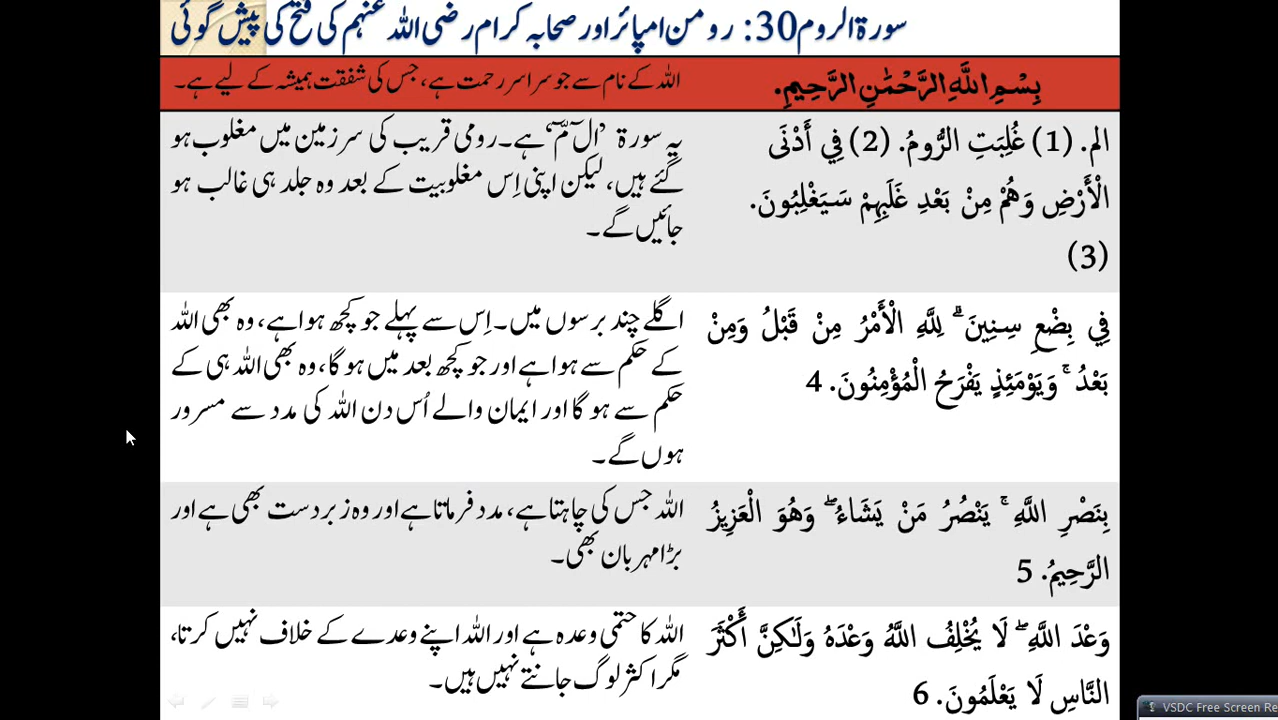 سورۃ الروم 30: رومن امپائر اور صحابہ کرام رضی اللہ عنہم کی فتح کی پیش گوئی
بِسْمِ اللَّهِ الرَّحْمَٰنِ الرَّحِيمِ.
اللہ کے نام سے جو سراسر رحمت ہے، جس کی شفقت ہمیشہ کے لیے ہے۔
الم. (1) غُلِبَتِ الرُّومُ. (2) فِي أَدْنَى
الْأَرْضِ وَهُمْ مِنْ بَعْدِ غَلَبِهِمْ سَيَغْلِبُونَ.
(3)
یہ سورۃ ’الٓمّٓ‘ ہے۔ رومی قریب کی سرزمین میں مغلوب ہو
گئے ہیں، لیکن اپنی اِس مغلوبیت کے بعد وہ جلد ہی غالب ہو
جائیں گے۔
فِي بِضْعِ سِنِينَ ۗ لِلَّهِ الْأَمْرُ مِنْ قَبْلُ وَمِنْ
بَعْدُ ۚ وَيَوْمَئِذٍ يَفْرَحُ الْمُؤْمِنُونَ. 4
اگلے چند برسوں میں۔ اِس سے پہلے جو کچھ ہوا ہے، وہ بھی اللہ
کے حکم سے ہوا ہے اور جو کچھ بعد میں ہو گا، وہ بھی اللہ ہی کے
حکم سے ہو گا اور ایمان والے اُس دن اللہ کی مدد سے مسرور
ہوں گے۔
بِنَصْرِ اللَّهِ ۚ يَنْصُرُ مَنْ يَشَاءُ ۖ وَهُوَ الْعَزِيزُ
الرَّحِيمُ. 5
اللہ جس کی چاہتا ہے، مدد فرماتا ہے اور وہ زبردست بھی ہے اور
بڑا مہربان بھی۔
وَعْدَ اللَّهِ ۖ لَا يُخْلِفُ اللَّهُ وَعْدَهُ وَلَٰكِنَّ أَكْثَرَ
النَّاسِ لَا يَعْلَمُونَ. 6
اللہ کا حتمی وعدہ ہے اور اللہ اپنے وعدے کے خلاف نہیں کرتا،
مگر اکثر لوگ جانتے نہیں ہیں۔
VSDC Free Screen Re